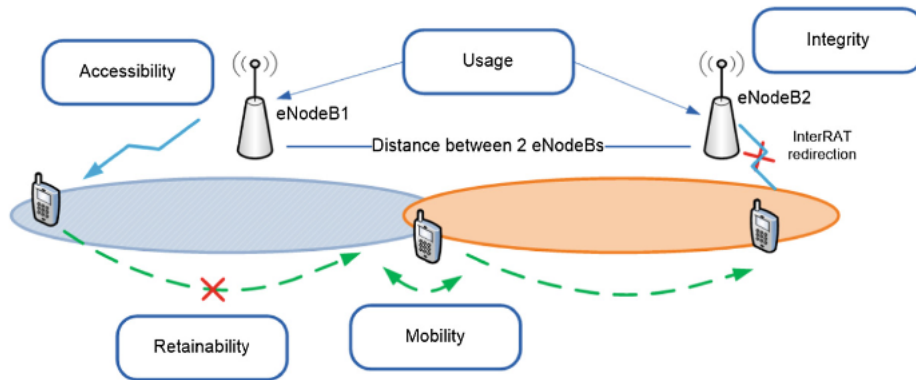 Accessibility
Usage
Integrity
eNodeB1
eNodeB2
Distance between 2 eNodeBs
InterRAT
redirection
Retainability
Mobility